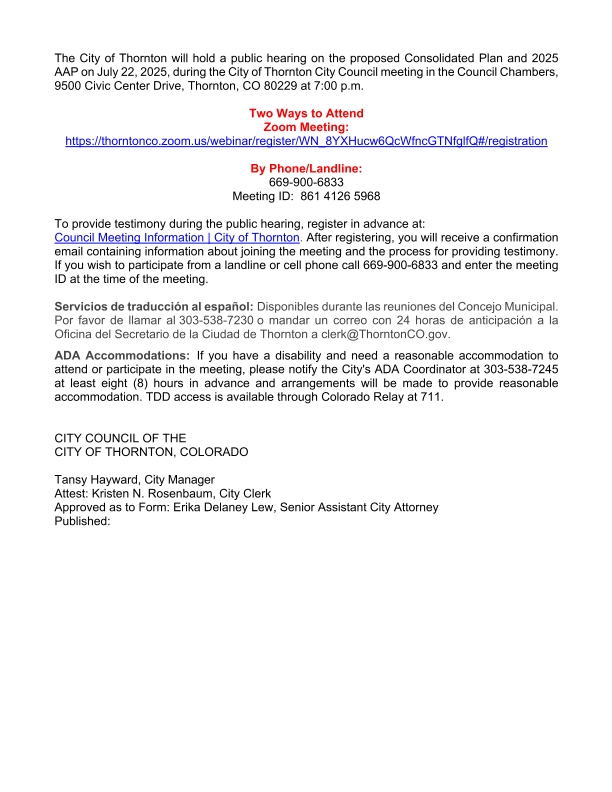 The City of Thornton will hold a public hearing on the proposed Consolidated Plan and 2025
AAP on July 22, 2025, during the City of Thornton City Council meeting in the Council Chambers,
9500 Civic Center Drive, Thornton, CO 80229 at 7:00 p.m.
Two Ways to Attend
Zoom Meeting:
https://thorntonco.zoom.us/webinar/register/WN_8YXHucw6QcWfncGTNfglfQ#/registration
By Phone/Landline:
669-900-6833
Meeting ID:  861 4126 5968
To provide testimony during the public hearing, register in advance at:
Council Meeting Information | City of Thornton. After registering, you will receive a confirmation
email containing information about joining the meeting and the process for providing testimony.
If you wish to participate from a landline or cell phone call 669-900-6833 and enter the meeting
ID at the time of the meeting.
Servicios de traducción al español: Disponibles durante las reuniones del Concejo Municipal.
Por favor de llamar al 303-538-7230 o mandar un correo con 24 horas de anticipación a la
Oficina del Secretario de la Ciudad de Thornton a clerk@ThorntonCO.gov.
ADA Accommodations: If you have a disability and need a reasonable accommodation to
attend or participate in the meeting, please notify the City's ADA Coordinator at 303-538-7245
at least eight (8) hours in advance and arrangements will be made to provide reasonable
accommodation. TDD access is available through Colorado Relay at 711.
CITY COUNCIL OF THE
CITY OF THORNTON, COLORADO
Tansy Hayward, City Manager
Attest: Kristen N. Rosenbaum, City Clerk
Approved as to Form: Erika Delaney Lew, Senior Assistant City Attorney
Published: